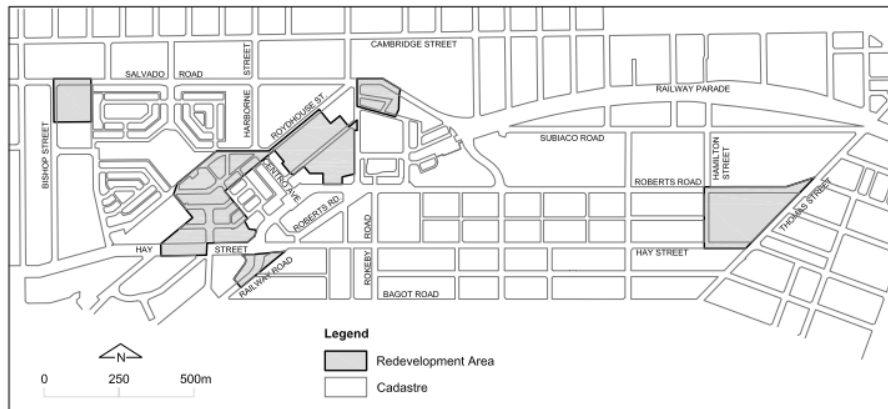 CAMBRIDGE STREET
SALVADO ROAD
HARBORNE STREET
RAILWAY PARADE
ROYDHOUSE ST.
SUBIACO ROAD
BISHOP STREET
HAMILTON STREET
CENTRO AVE
ROBERTS ROAD
THOMAS STREET
ROBERTS RD.
HAY STREET
HAY STREET
ROKEBY ROAD
RAILWAY ROAD
BAGOT ROAD
Legend
N
Redevelopment Area
0 250 500m
Cadastre